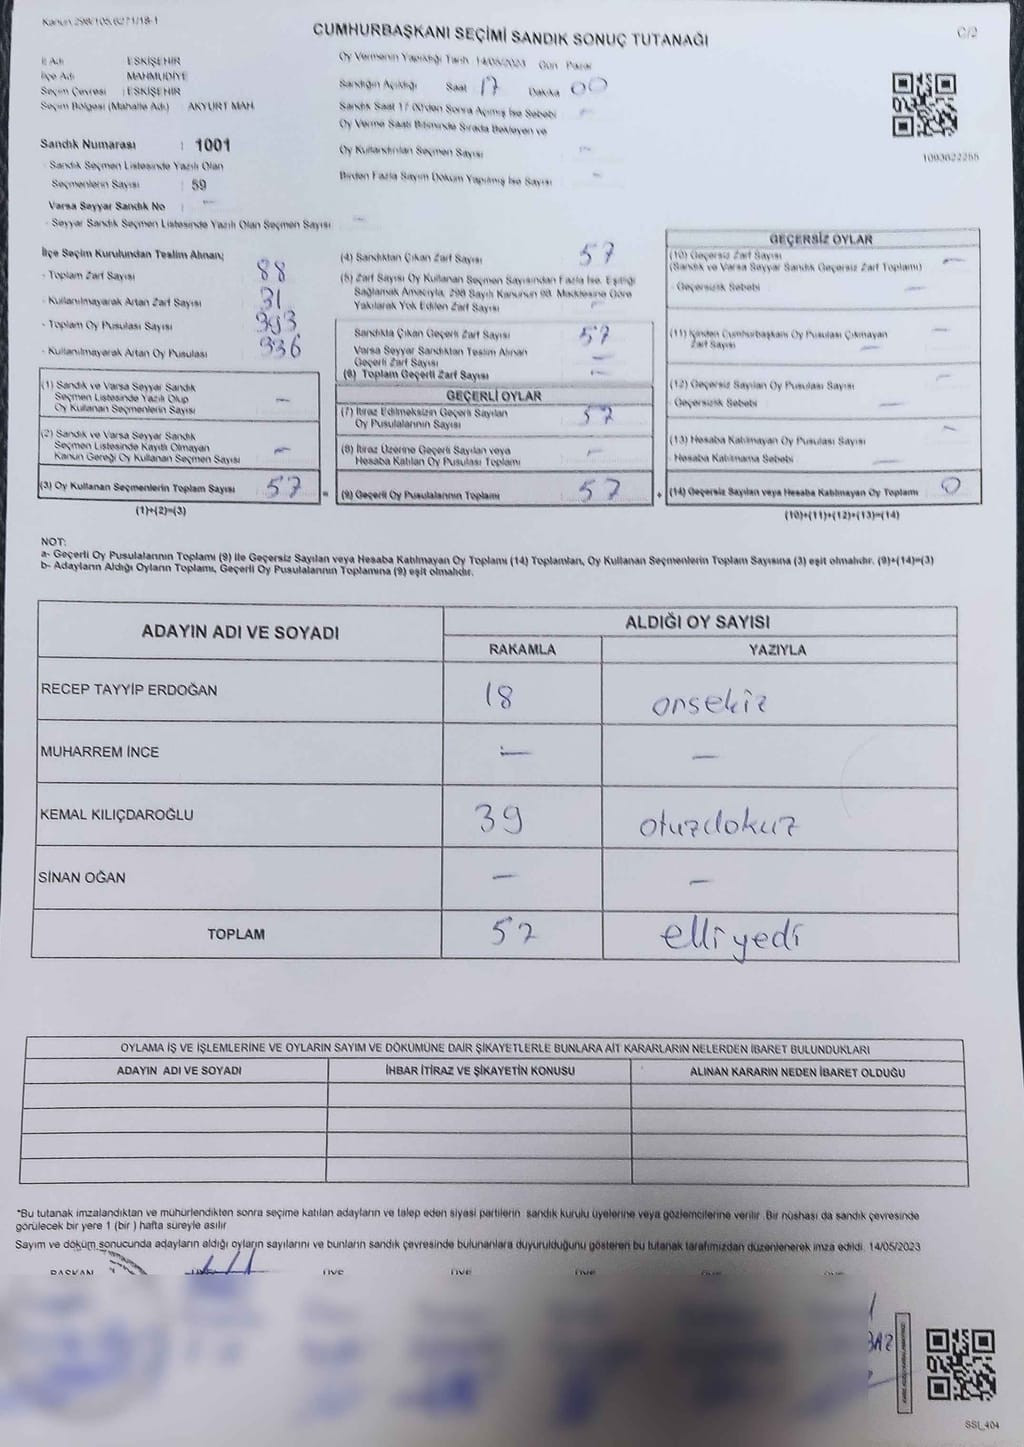 Kanun 298/105,6271/18-1
CUMHURBAŞKANI SEÇİMİ SANDIK SONUÇ TUTANAĞI
C/2
İl Adı ESKİŞEHİR
İlçe Adı MAHMUDİYE
Seçim Çevresi : ESKİŞEHİR
Seçim Bölgesi (Mahalle Adı) AKYURT MAH
Sandık Numarası : 1001
- Sandık Seçmen Listesinde Yazılı Olan
Seçmenlerin Sayısı : 59
Varsa Seyyar Sandık No : -
- Seyyar Sandık Seçmen Listesinde Yazılı Olan Seçmen Sayısı -
Oy Vermenin Yapıldığı Tarih 14/05/2023 Gün Pazar
Sandığın Açıldığı Saat 17 Dakika 00
Sandık Saat 17 00'den Sonra Açılmış İse Sebebi -
Oy Verme Saati Bitiminde Sırada Bekleyen ve
Oy Kullandırılan Seçmen Sayısı -
Birden Fazla Sayım Döküm Yapılmış İse Sayısı -
1093622255
İlçe Seçim Kurulundan Teslim Alınan;
- Toplam Zarf Sayısı 88
- Kullanılmayarak Artan Zarf Sayısı 31
- Toplam Oy Pusulası Sayısı 393
- Kullanılmayarak Artan Oy Pusulası 336
(1) Sandık ve Varsa Seyyar Sandık
Seçmen Listesinde Yazılı Olup
Oy Kullanan Seçmenlerin Sayısı -
(2) Sandık ve Varsa Seyyar Sandık
Seçmen Listesinde Kayıtlı Olmayan
Kanun Gereği Oy Kullanan Seçmen Sayısı -
(3) Oy Kullanan Seçmenlerin Toplam Sayısı 57 =
(1)+(2)=(3)
(4) Sandıktan Çıkan Zarf Sayısı 57
(5) Zarf Sayısı Oy Kullanan Seçmen Sayısından Fazla İse, Eşitliği
Sağlamak Amacıyla, 298 Sayılı Kanunun 98. Maddesine Göre
Yakılarak Yok Edilen Zarf Sayısı -
Sandıkta Çıkan Geçerli Zarf Sayısı 57
Varsa Seyyar Sandıktan Teslim Alınan
Geçerli Zarf Sayısı -
(6) Toplam Geçerli Zarf Sayısı -
GEÇERLİ OYLAR
(7) İtiraz Edilmeksizin Geçerli Sayılan
Oy Pusulalarının Sayısı 57
(8) İtiraz Üzerine Geçerli Sayılan veya
Hesaba Katılan Oy Pusulası Toplamı -
(9) Geçerli Oy Pusulalarının Toplamı 57 +
GEÇERSİZ OYLAR
(10) Geçersiz Zarf Sayısı -
(Sandık ve Varsa Seyyar Sandık Geçersiz Zarf Toplamı)
- Geçersizlik Sebebi -
(11) İçinden Cumhurbaşkanı Oy Pusulası Çıkmayan -
Zarf Sayısı -
(12) Geçersiz Sayılan Oy Pusulası Sayısı -
- Geçersizlik Sebebi -
(13) Hesaba Katılmayan Oy Pusulası Sayısı -
- Hesaba Katılmama Sebebi -
(14) Geçersiz Sayılan veya Hesaba Katılmayan Oy Toplamı 0
(10)+(11)+(12)+(13)=(14)
NOT:
a- Geçerli Oy Pusulalarının Toplamı (9) ile Geçersiz Sayılan veya Hesaba Katılmayan Oy Toplamı (14) Toplamları, Oy Kullanan Seçmenlerin Toplam Sayısına (3) eşit olmalıdır. (9)+(14)=(3)
b- Adayların Aldığı Oyların Toplamı, Geçerli Oy Pusulalarının Toplamına (9) eşit olmalıdır.
ADAYIN ADI VE SOYADI
ALDIĞI OY SAYISI
RAKAMLA YAZIYLA
RECEP TAYYİP ERDOĞAN 18 onsekiz
MUHARREM İNCE - -
KEMAL KILIÇDAROĞLU 39 otuzdokuz
SİNAN OĞAN - -
TOPLAM 57 elli yedi
OYLAMA İŞ VE İŞLEMLERİNE VE OYLARIN SAYIM VE DÖKÜMÜNE DAİR ŞİKAYETLERLE BUNLARA AİT KARARLARIN NELERDEN İBARET BULUNDUKLARI
ADAYIN ADI VE SOYADI İHBAR İTİRAZ VE ŞİKAYETİN KONUSU ALINAN KARARIN NEDEN İBARET OLDUĞU
*Bu tutanak imzalandıktan ve mühürlendikten sonra seçime katılan adayların ve talep eden siyasi partilerin sandık kurulu üyelerine veya gözlemcilerine verilir. Bir nüshası da sandık çevresinde
görülecek bir yere 1 (bir ) hafta süreyle asılır
Sayım ve döküm sonucunda adayların aldığı oyların sayılarını ve bunların sandık çevresinde bulunanlara duyurulduğunu gösteren bu tutanak tarafımızdan düzenlenerek imza edildi. 14/05/2023
BAŞKAN ÜYE ÜYE ÜYE
SSL_404